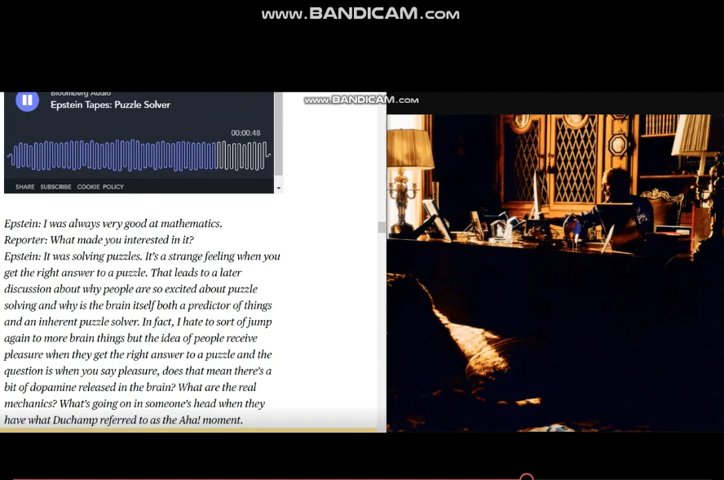 www.BANDICAM.com
Bloomberg Audio
Epstein Tapes: Puzzle Solver
www.BANDICAM.com
00:00:48
SHARE SUBSCRIBE COOKIE POLICY
Epstein: I was always very good at mathematics.
Reporter: What made you interested in it?
Epstein: It was solving puzzles. It's a strange feeling when you
get the right answer to a puzzle. That leads to a later
discussion about why people are so excited about puzzle
solving and why is the brain itself both a predictor of things
and an inherent puzzle solver. In fact, I hate to sort of jump
again to more brain things but the idea of people receive
pleasure when they get the right answer to a puzzle and the
question is when you say pleasure, does that mean there's a
bit of dopamine released in the brain? What are the real
mechanics? What's going on in someone's head when they
have what Duchamp referred to as the Aha! moment.